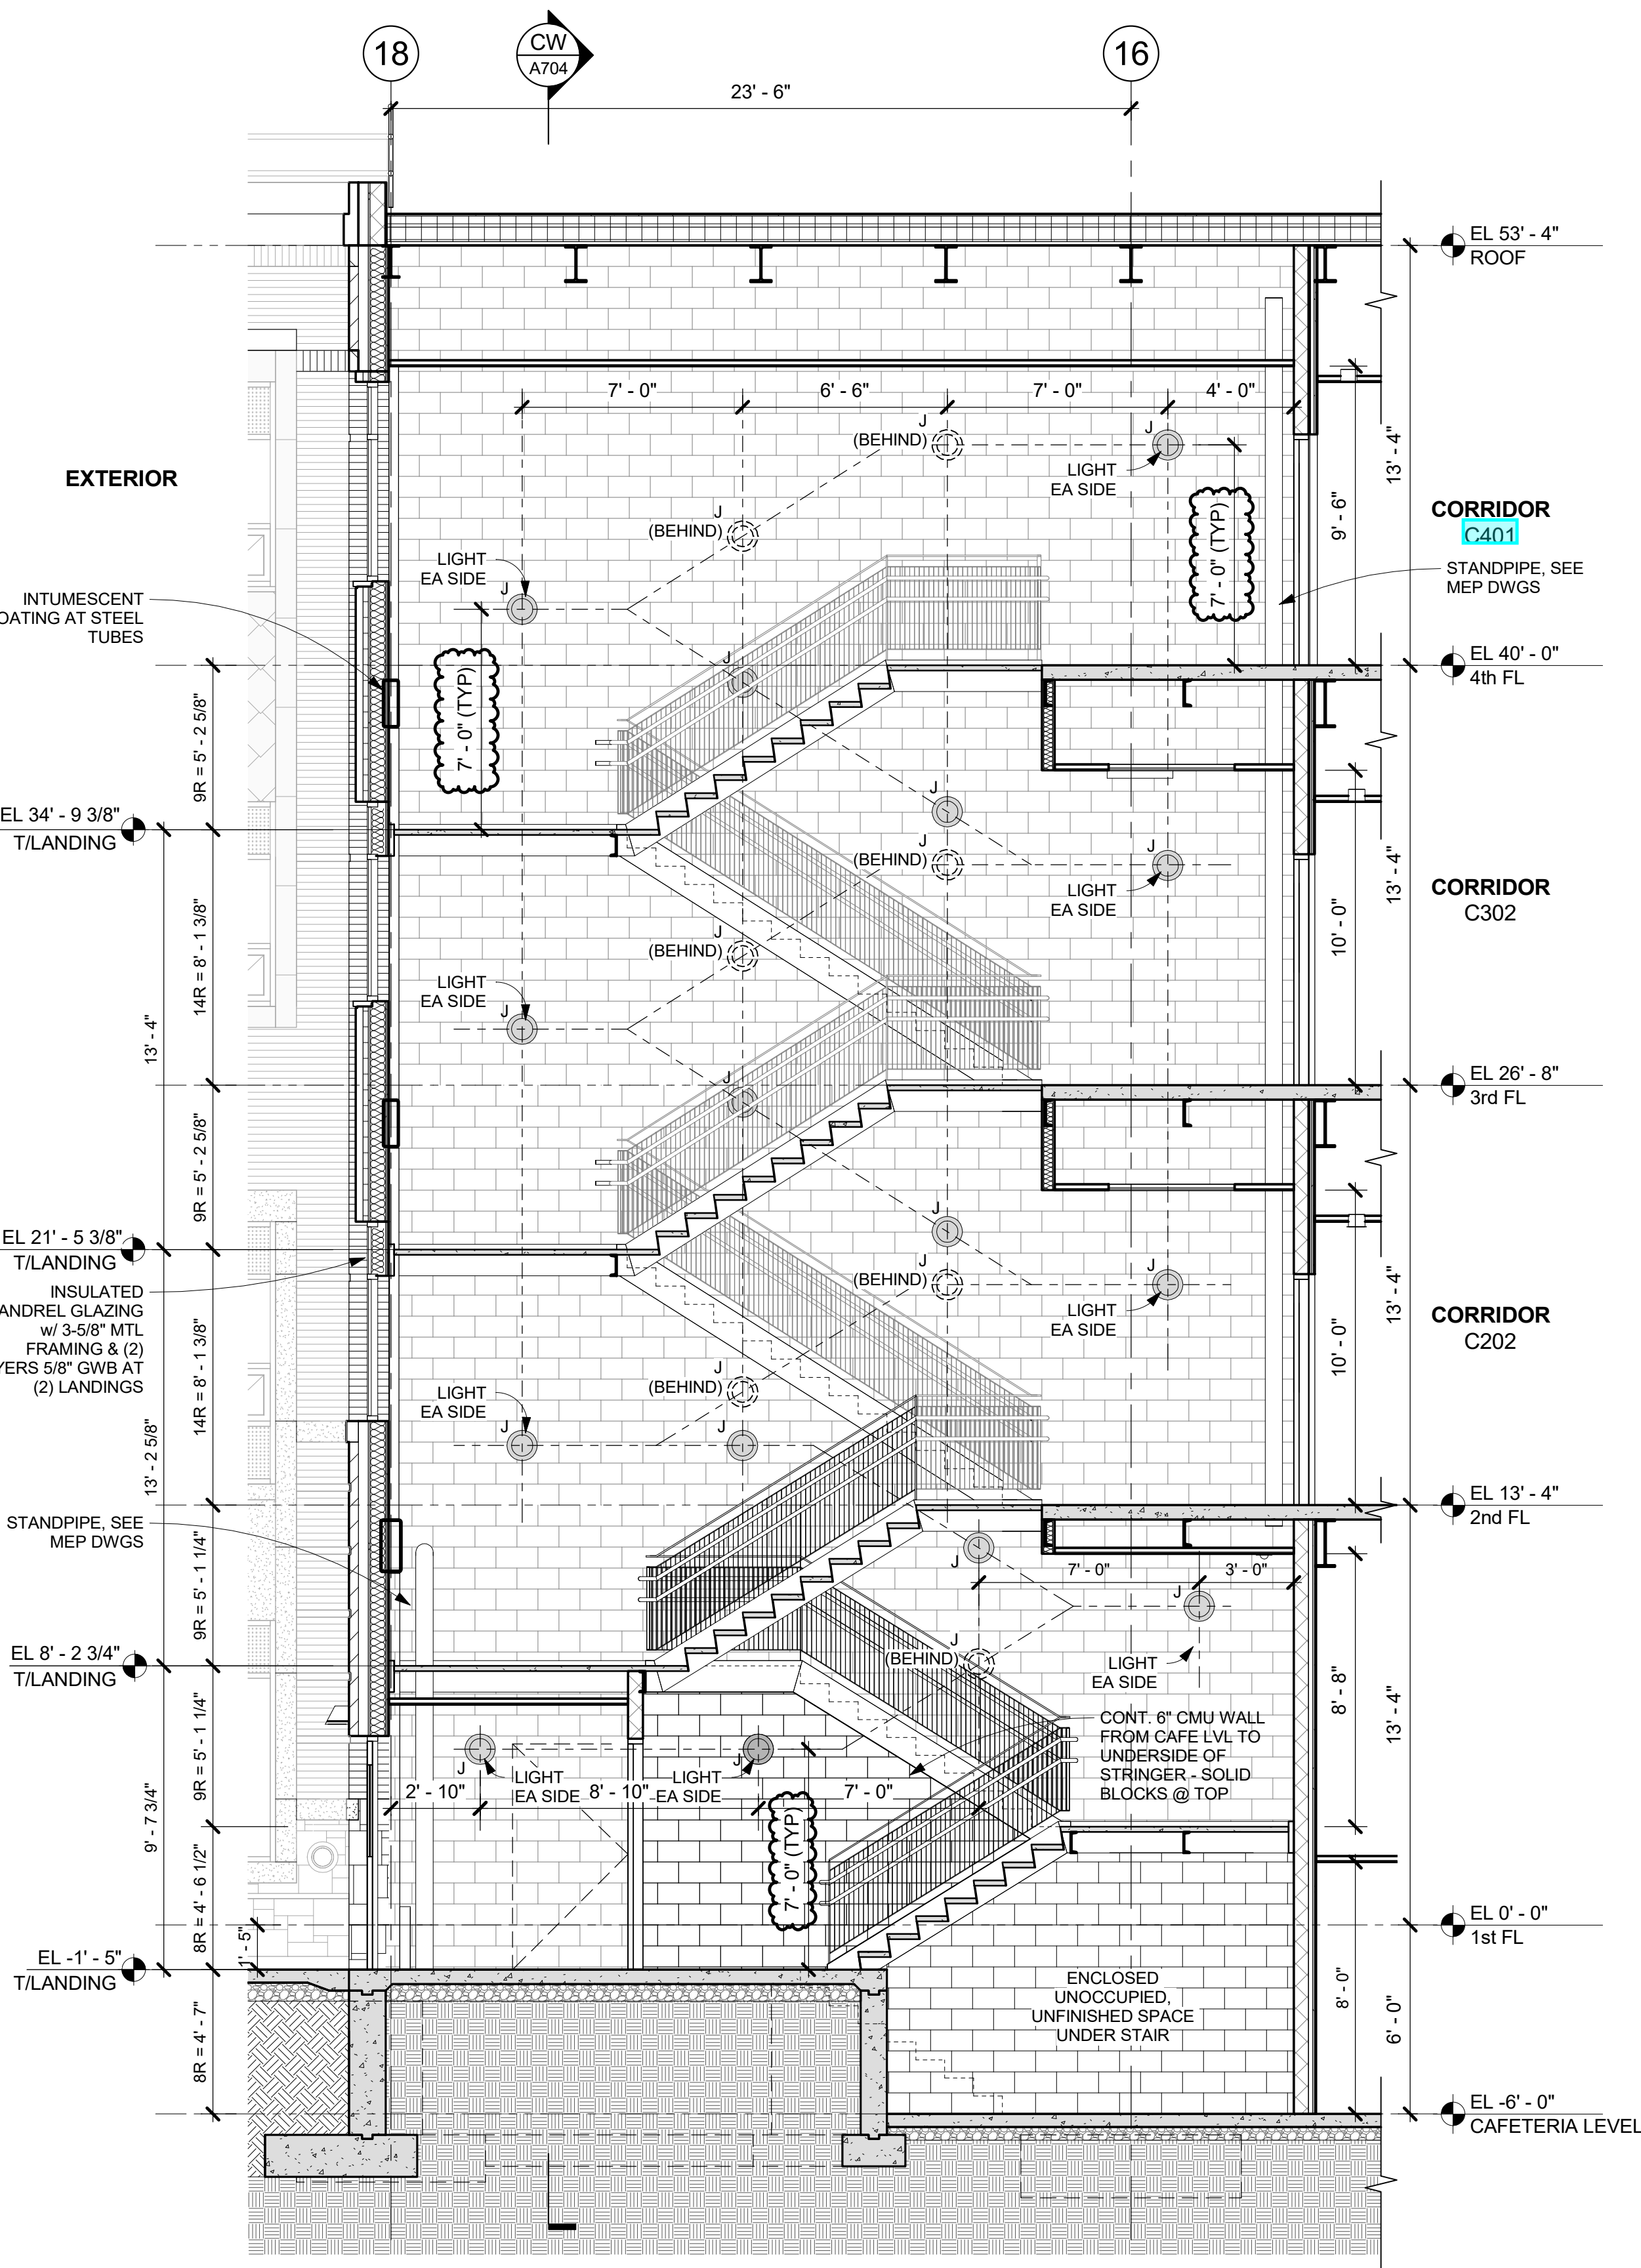 18
CW
A704
16
23' - 6"
EL 53' - 4"
ROOF
7' - 0"
6' - 6"
7' - 0"
4' - 0"
J
(BEHIND)
J
LIGHT
EA SIDE
13' - 4"
EXTERIOR
7' - 0" (TYP)
9' - 6"
CORRIDOR
C401
J
(BEHIND)
LIGHT
EA SIDE
J
STANDPIPE, SEE
MEP DWGS
INTUMESCENT
OATING AT STEEL
TUBES
J
7' - 0" (TYP)
EL 40' - 0"
4th FL
9R = 5' - 2 5/8"
EL 34' - 9 3/8"
T/LANDING
J
J
(BEHIND)
J
LIGHT
EA SIDE
13' - 4"
CORRIDOR
C302
10' - 0"
14R = 8' - 1 3/8"
J
(BEHIND)
LIGHT
EA SIDE
J
13' - 4"
J
EL 26' - 8"
3rd FL
9R = 5' - 2 5/8"
EL 21' - 5 3/8"
T/LANDING
J
J
(BEHIND)
J
LIGHT
EA SIDE
13' - 4"
CORRIDOR
C202
10' - 0"
INSULATED
ANDREL GLAZING
w/ 3-5/8" MTL
FRAMING & (2)
YERS 5/8" GWB AT
(2) LANDINGS
14R = 8' - 1 3/8"
J
(BEHIND)
LIGHT
EA SIDE
J
J
13' - 2 5/8"
EL 13' - 4"
2nd FL
STANDPIPE, SEE
MEP DWGS
J
7' - 0"
3' - 0"
J
9R = 5' - 1 1/4"
EL 8' - 2 3/4"
T/LANDING
J
(BEHIND)
LIGHT
EA SIDE
8' - 8"
13' - 4"
CONT. 6" CMU WALL
FROM CAFE LVL TO
UNDERSIDE OF
STRINGER - SOLID
BLOCKS @ TOP
9R = 5' - 1 1/4"
J
J
LIGHT
EA SIDE
LIGHT
EA SIDE
2' - 10"
8' - 10"
7' - 0"
7' - 0" (TYP)
9' - 7 3/4"
8R = 4' - 6 1/2"
1' - 5"
EL 0' - 0"
1st FL
EL -1' - 5"
T/LANDING
ENCLOSED
UNOCCUPIED,
UNFINISHED SPACE
UNDER STAIR
8' - 0"
6' - 0"
8R = 4' - 7"
EL -6' - 0"
CAFETERIA LEVEL